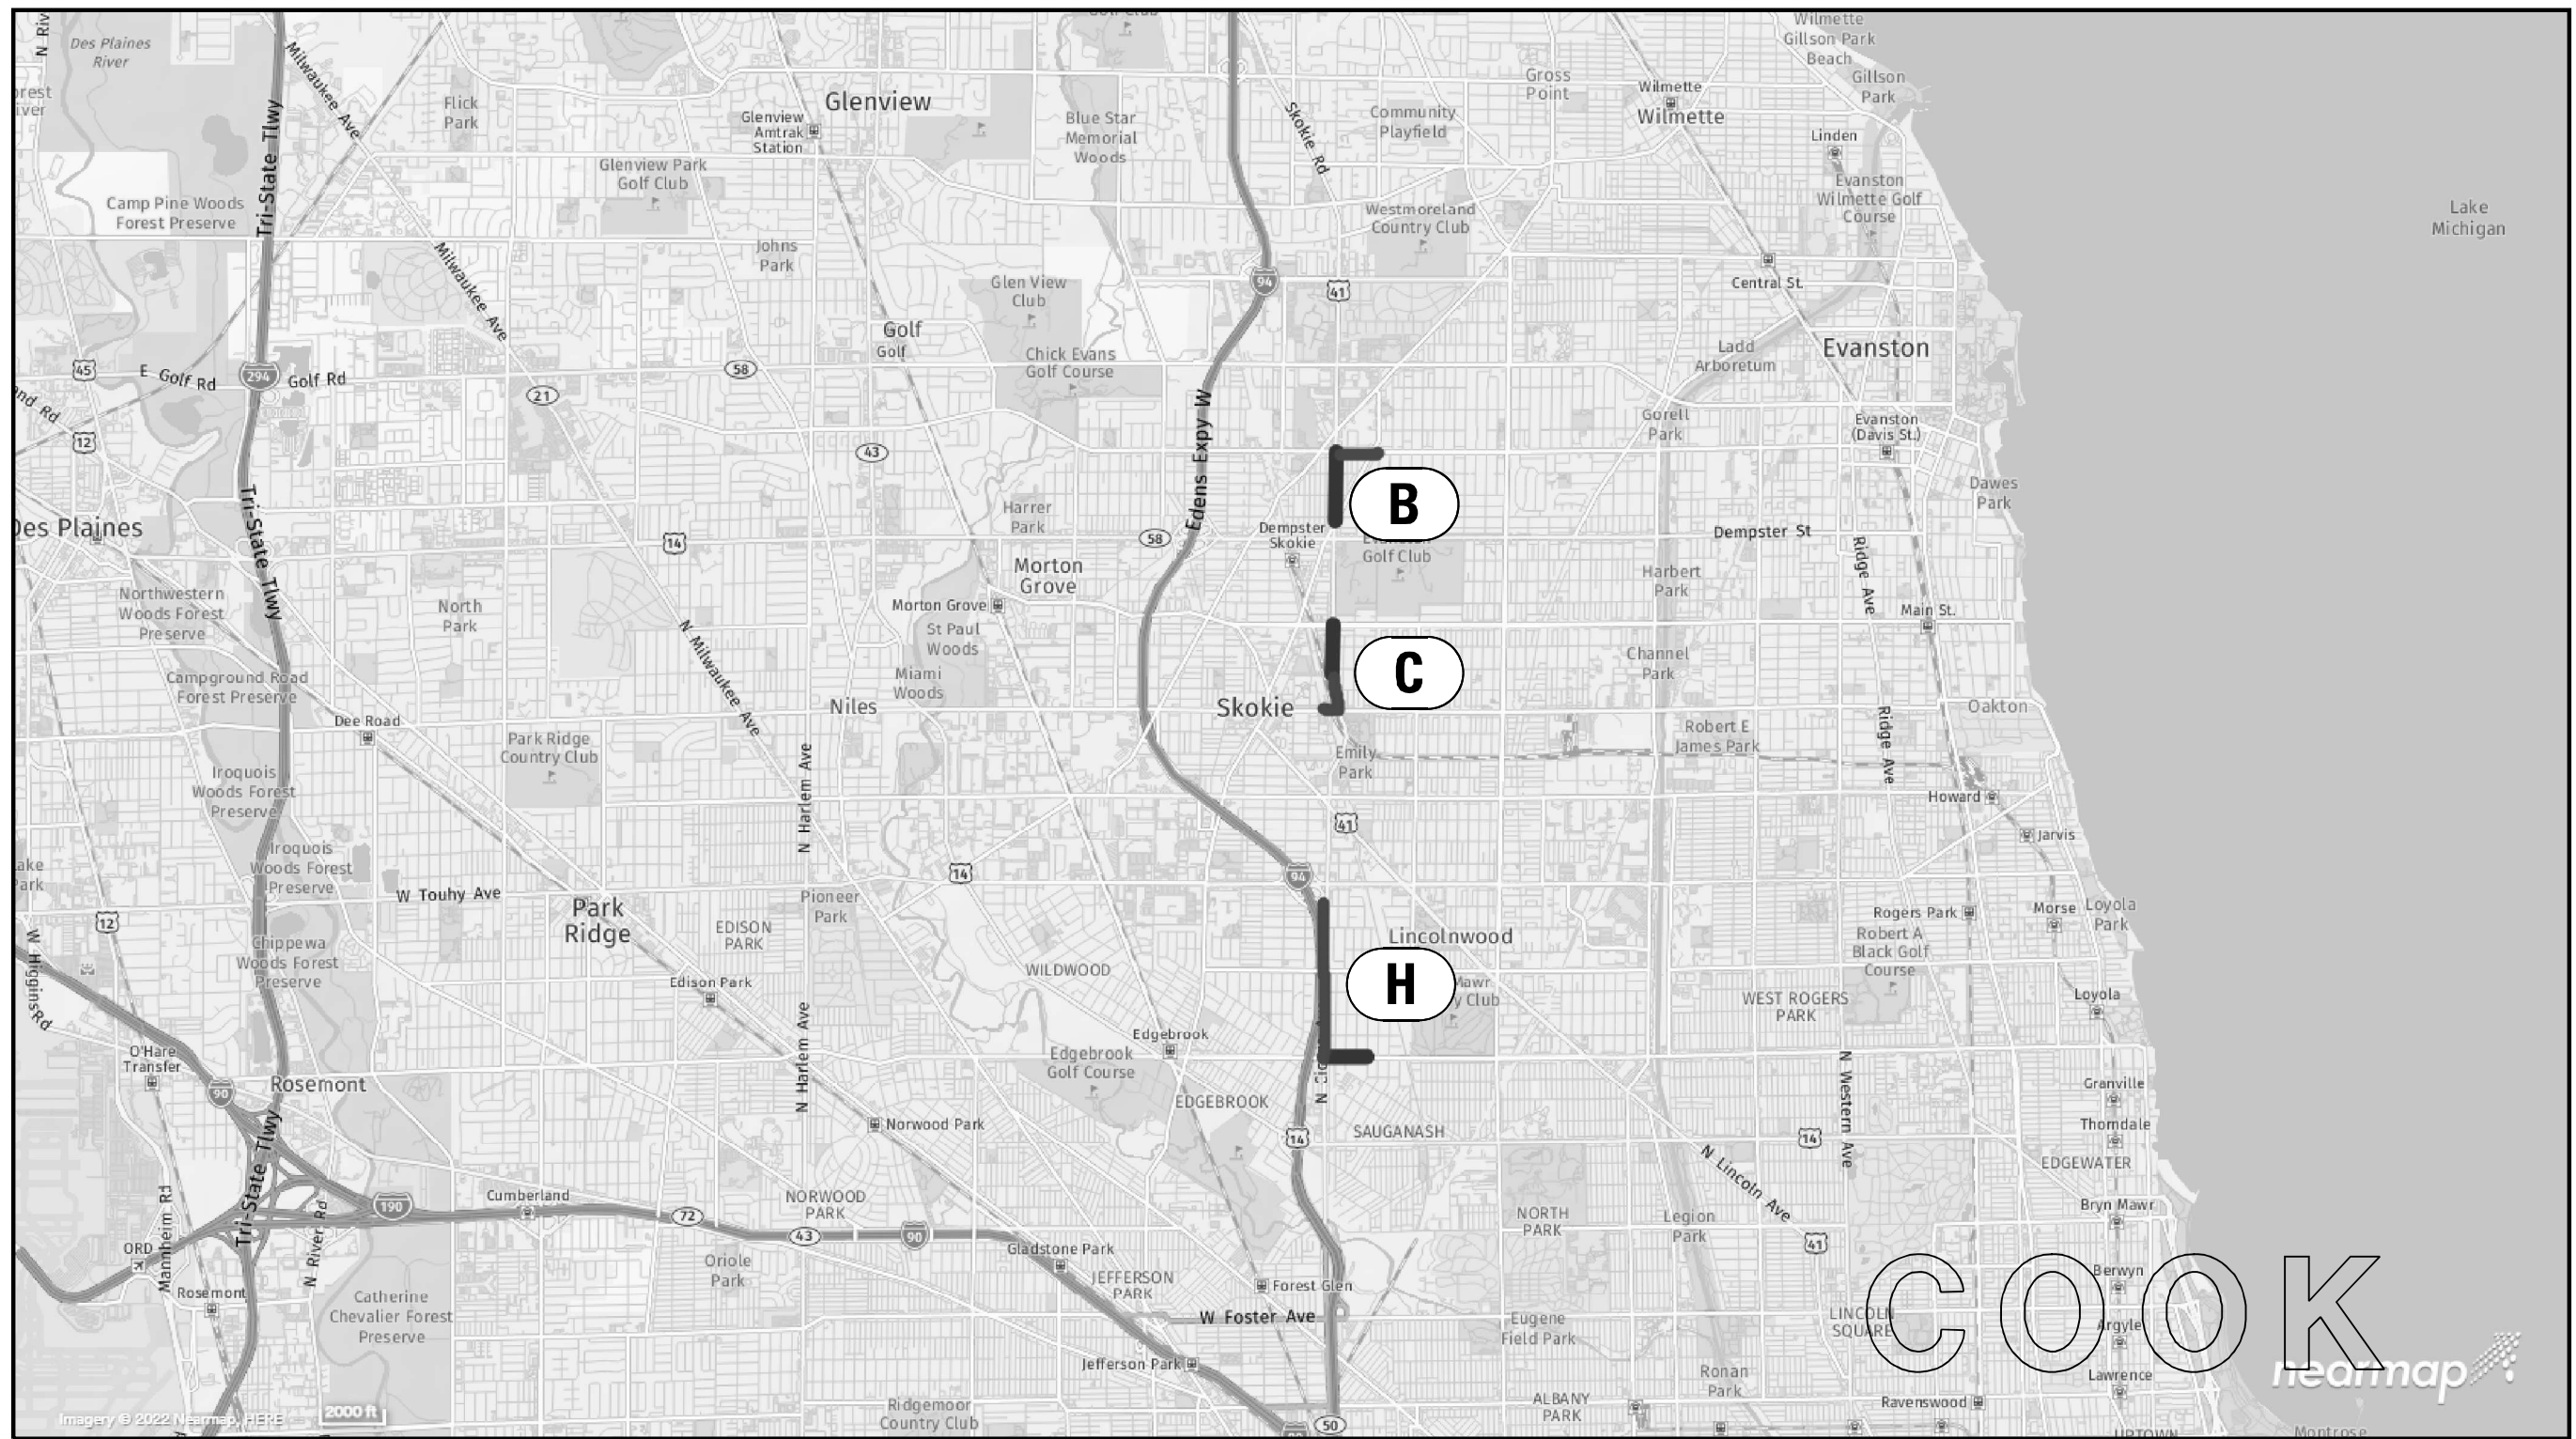 Des Plaines
River
N Riv
Milwaukee Ave
Tri-State Tlwy
Flick
Park
Glenview
Glenview
Amtrak
Station
Golf Club
Blue Star
Memorial
Woods
Skokie Rd
Community
Playfield
Gross
Point
Wilmette
Wilmette
Wilmette
Gillson Park
Beach
Gillson
Park
Linden
Evanston
Wilmette Golf
Course
Lake
Michigan
Camp Pine Woods
Forest Preserve
Glenview Park
Golf Club
Westmoreland
Country Club
Milwaukee Ave
Johns
Park
Glen View
Club
94
41
Central St.
Golf
Golf
Chick Evans
Golf Course
Ladd
Arboretum
Evanston
45
E Golf Rd
294
Golf Rd
58
21
12
43
Edens Expy W
Gorell
Park
Evanston
(Davis St.)
B
Dawes
Park
Des Plaines
Tri-State Tlwy
14
Harrer
Park
58
Dempster
Skokie
Golf Club
Dempster St
Ridge Ave
Morton
Grove
Harbert
Park
Northwestern
Woods Forest
Preserve
North
Park
Morton Grove
Main St.
St Paul
Woods
N Milwaukee Ave
Miami
Woods
C
Channel
Park
Campground Road
Forest Preserve
Niles
Skokie
Oakton
Dee Road
Park Ridge
Country Club
Emily
Park
Robert E
James Park
Ridge Ave
Iroquois
Woods Forest
Preserve
N Harlem Ave
Howard
41
Jarvis
Iroquois
Woods Forest
Preserve
14
94
W Touhy Ave
Park
Ridge
Pioneer
Park
12
EDISON
PARK
Lincolnwood
Rogers Park
Morse
Loyola
Park
Robert A
Black Golf
Course
W Higgins Rd
Chippewa
Woods Forest
Preserve
WILDWOOD
Edison Park
H
Mawr
y Club
WEST ROGERS
PARK
Loyola
N Harlem Ave
Edgebrook
Edgebrook
Golf Course
O'Hare
Transfer
Rosemont
90
EDGEBROOK
N Western Ave
Granville
Norwood Park
14
SAUGANASH
14
Thorndale
N Lincoln Ave
EDGEWATER
Tri-State Tlwy
Mannheim Rd
N River Rd
190
Cumberland
72
NORWOOD
PARK
43
90
NORTH
PARK
Legion
Park
Bryn Mawr
41
ORD
Oriole
Park
Gladstone Park
JEFFERSON
PARK
Forest Glen
Berwyn
COOK
Rosemont
Catherine
Chevalier Forest
Preserve
W Foster Ave
Eugene
Field Park
LINCOLN
SQUARE
Argyle
Jefferson Park
Ronan
Park
Lawrence
nearmap
Imagery © 2022 Nearmap, HERE
2000 ft
Ridgemoor
Country Club
50
ALBANY
PARK
Ravenswood
UPTOWN
Montrose